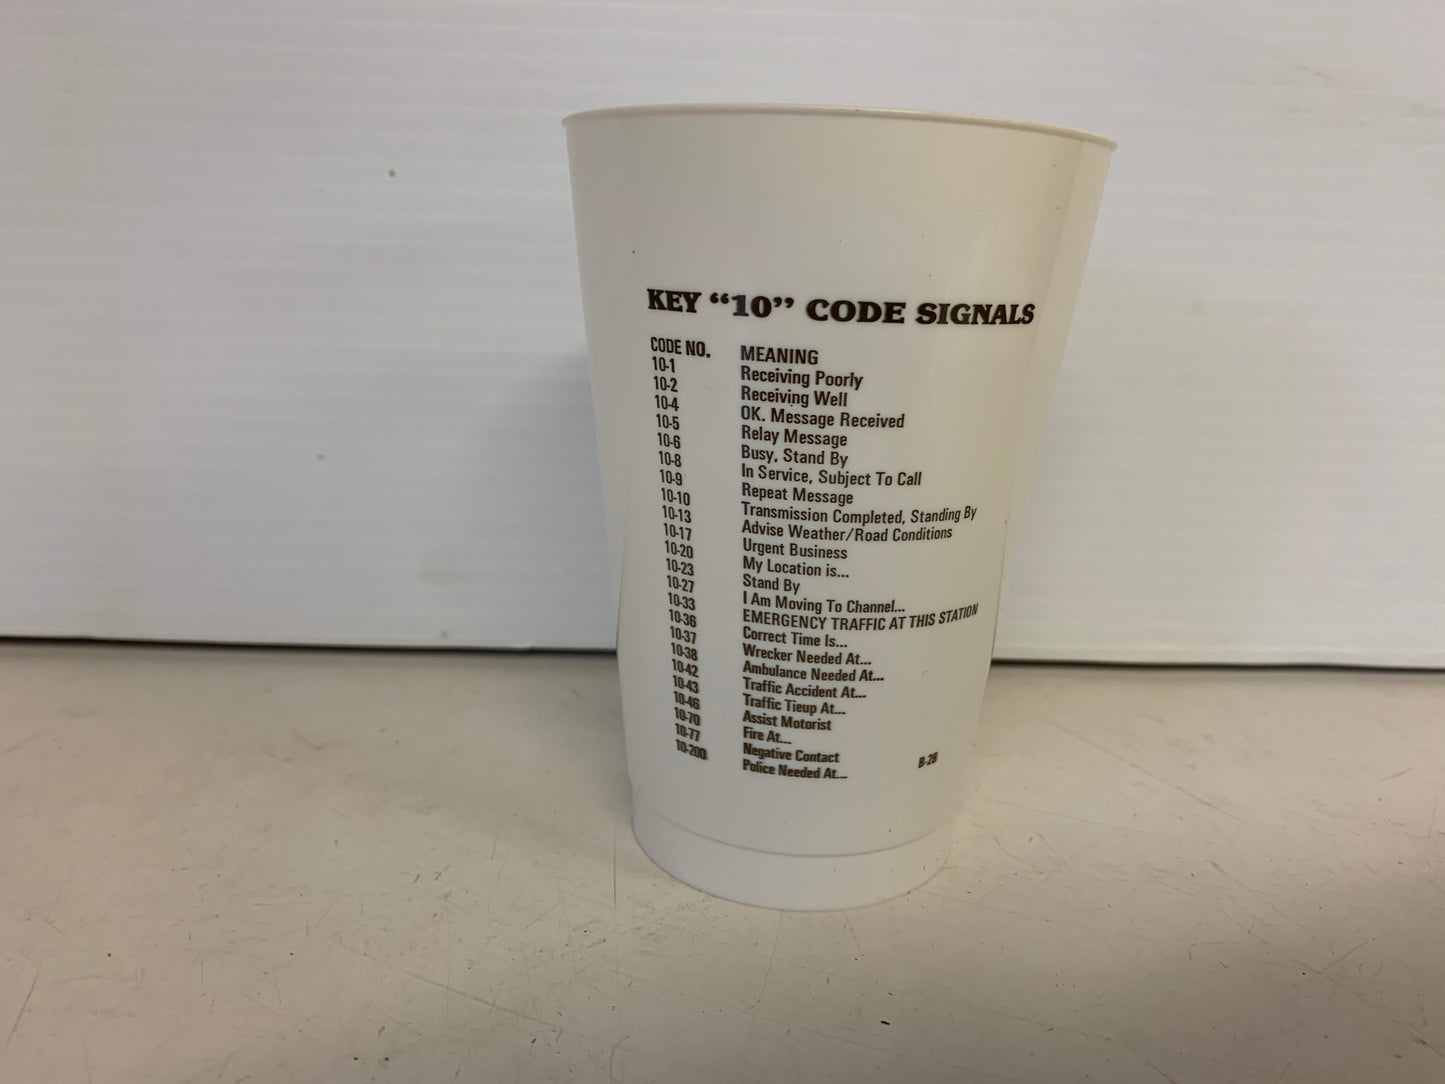 KEY “10” CODE SIGNALS
CODE NO. MEANING
10-1 Receiving Poorly
10-2 Receiving Well
10-4 OK. Message Received
10-5 Relay Message
10-6 Busy, Stand By
10-8 In Service, Subject To Call
10-9 Repeat Message
10-10 Transmission Completed, Standing By
10-13 Advise Weather/Road Conditions
10-17 Urgent Business
10-20 My Location is...
10-23 Stand By
10-27 I Am Moving To Channel...
10-33 EMERGENCY TRAFFIC AT THIS STATION
10-36 Correct Time Is...
10-37 Wrecker Needed At...
10-38 Ambulance Needed At...
10-42 Traffic Accident At...
10-43 Traffic Tieup At...
10-46 Assist Motorist
10-70 Fire At...
10-77 Negative Contact
10-200 Police Needed At...
B-28